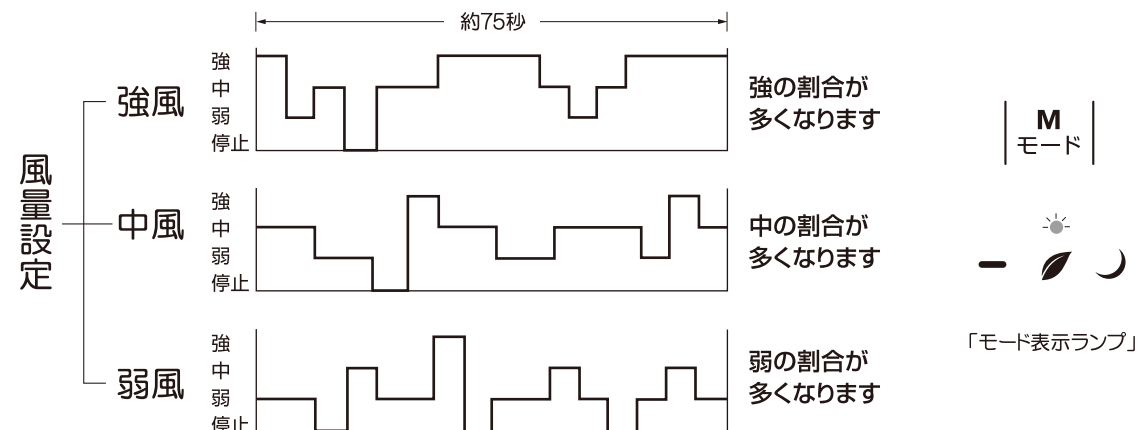 約75秒
風量設定
強風
強
中
弱
停止
強の割合が
多くなります
中風
強
中
弱
停止
中の割合が
多くなります
弱風
強
中
弱
停止
弱の割合が
多くなります
M
モード
「モード表示ランプ」